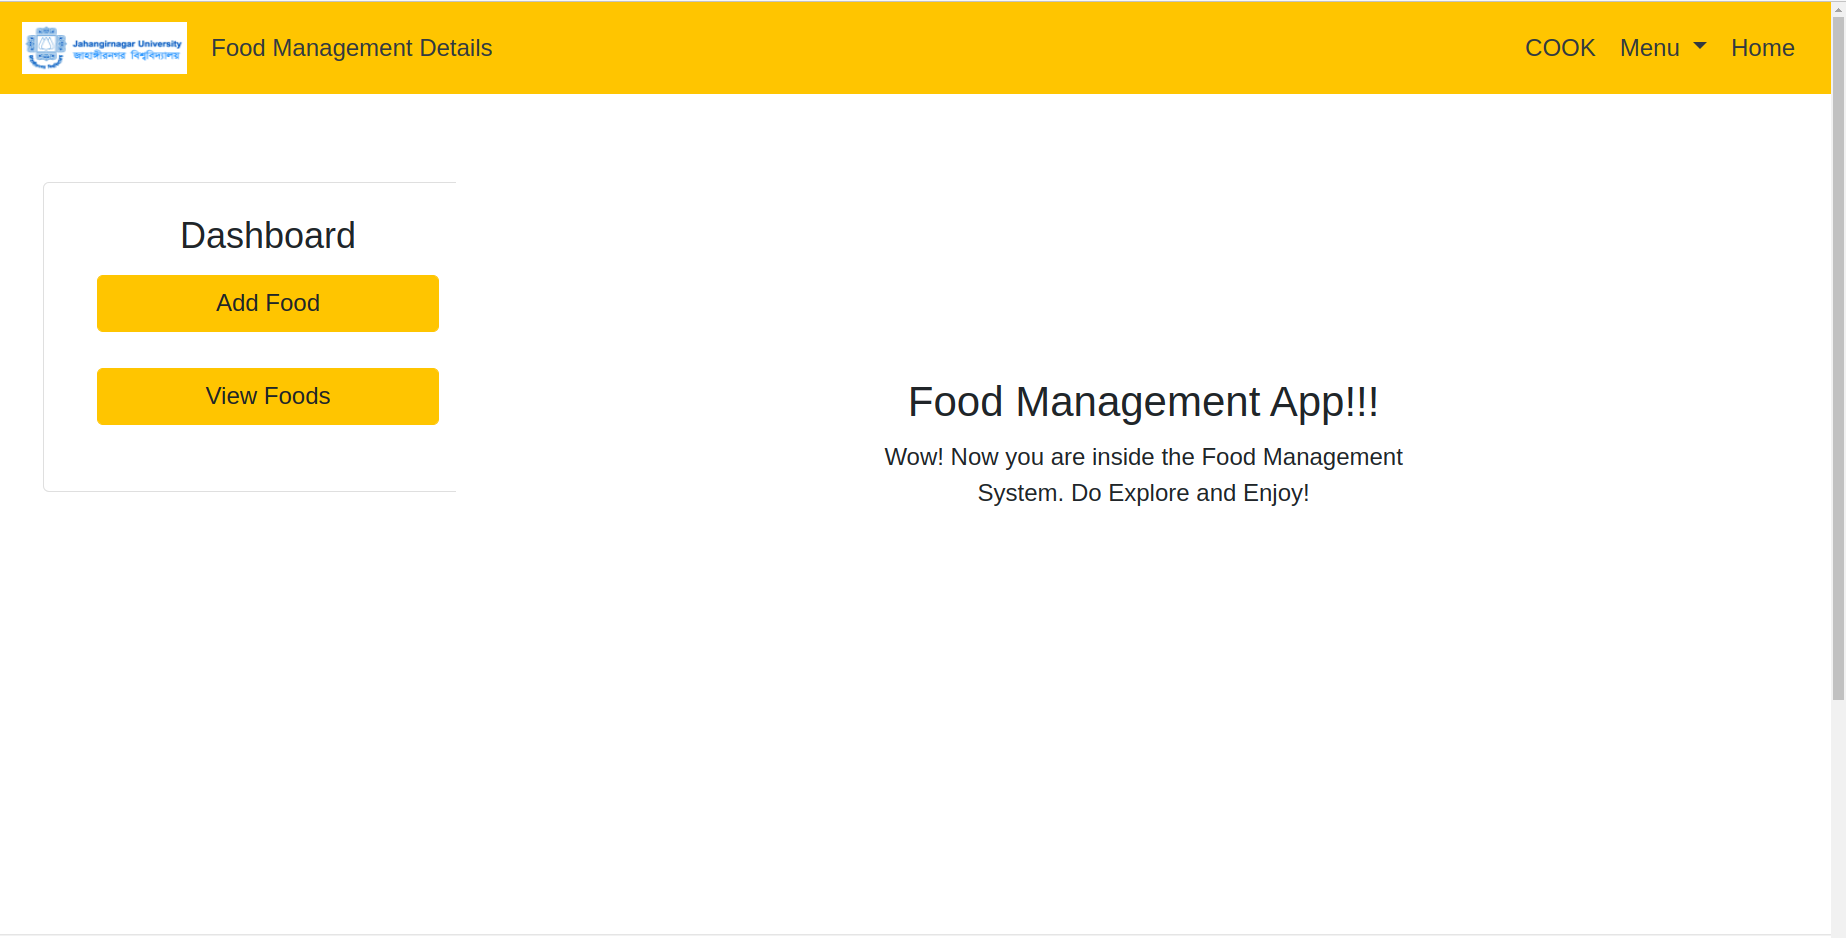 Jahangirnagar University
জাহাঙ্গীরনগর বিশ্ববিদ্যালয়
Food Management Details
COOK
Menu
Home
Dashboard
Add Food
View Foods
Food Management App!!!
Wow! Now you are inside the Food Management
System. Do Explore and Enjoy!